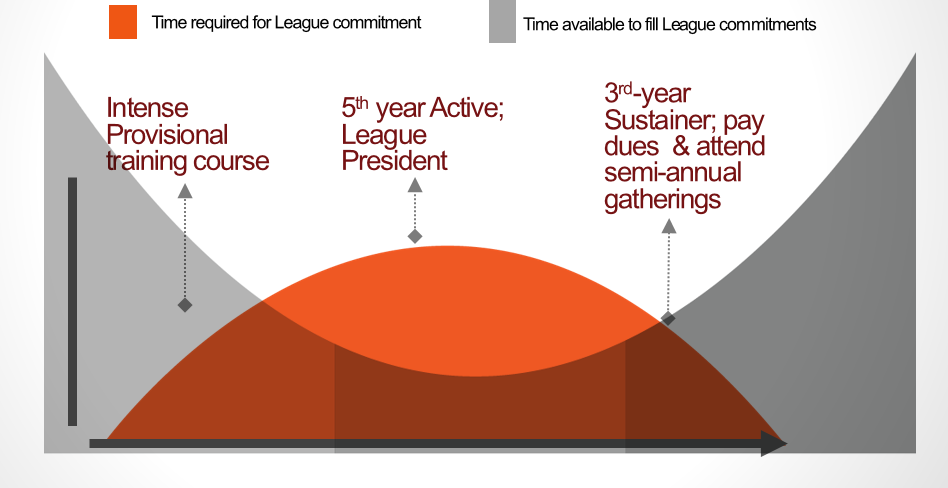 Time required for League commitment
Time available to fill League commitments
Intense
Provisional
training course
5th year Active;
League
President
3rd-year
Sustainer; pay
dues & attend
semi-annual
gatherings